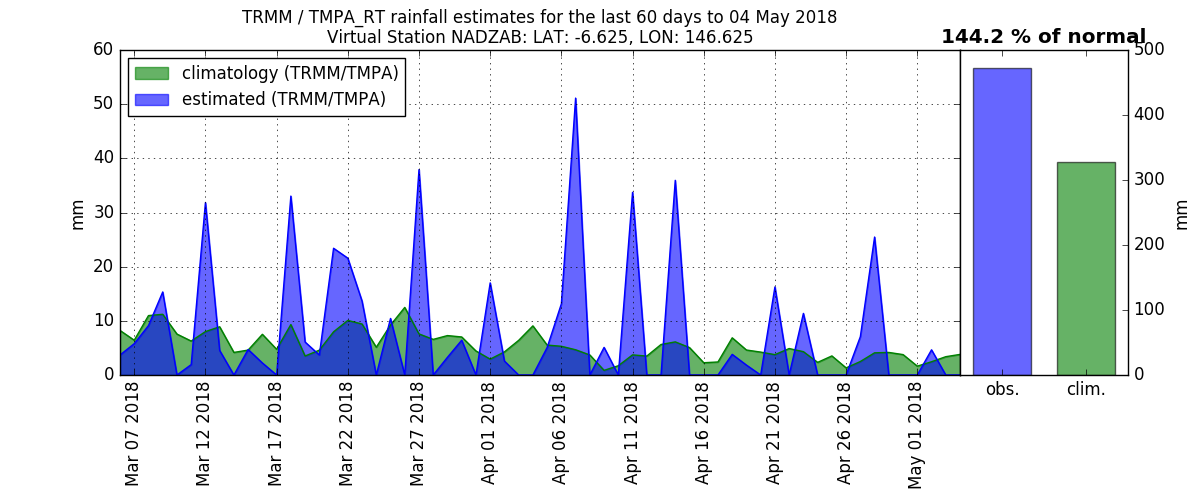 TRMM / TMPA_RT rainfall estimates for the last 60 days to 04 May 2018
Virtual Station NADZAB: LAT: -6.625, LON: 146.625
144.2 % of normal
climatology (TRMM/TMPA)
estimated (TRMM/TMPA)
mm
60
50
40
30
20
10
0
Mar 07 2018
Mar 12 2018
Mar 17 2018
Mar 22 2018
Mar 27 2018
Apr 01 2018
Apr 06 2018
Apr 11 2018
Apr 16 2018
Apr 21 2018
Apr 26 2018
May 01 2018
obs.
clim.
500
400
300
200
100
0
mm